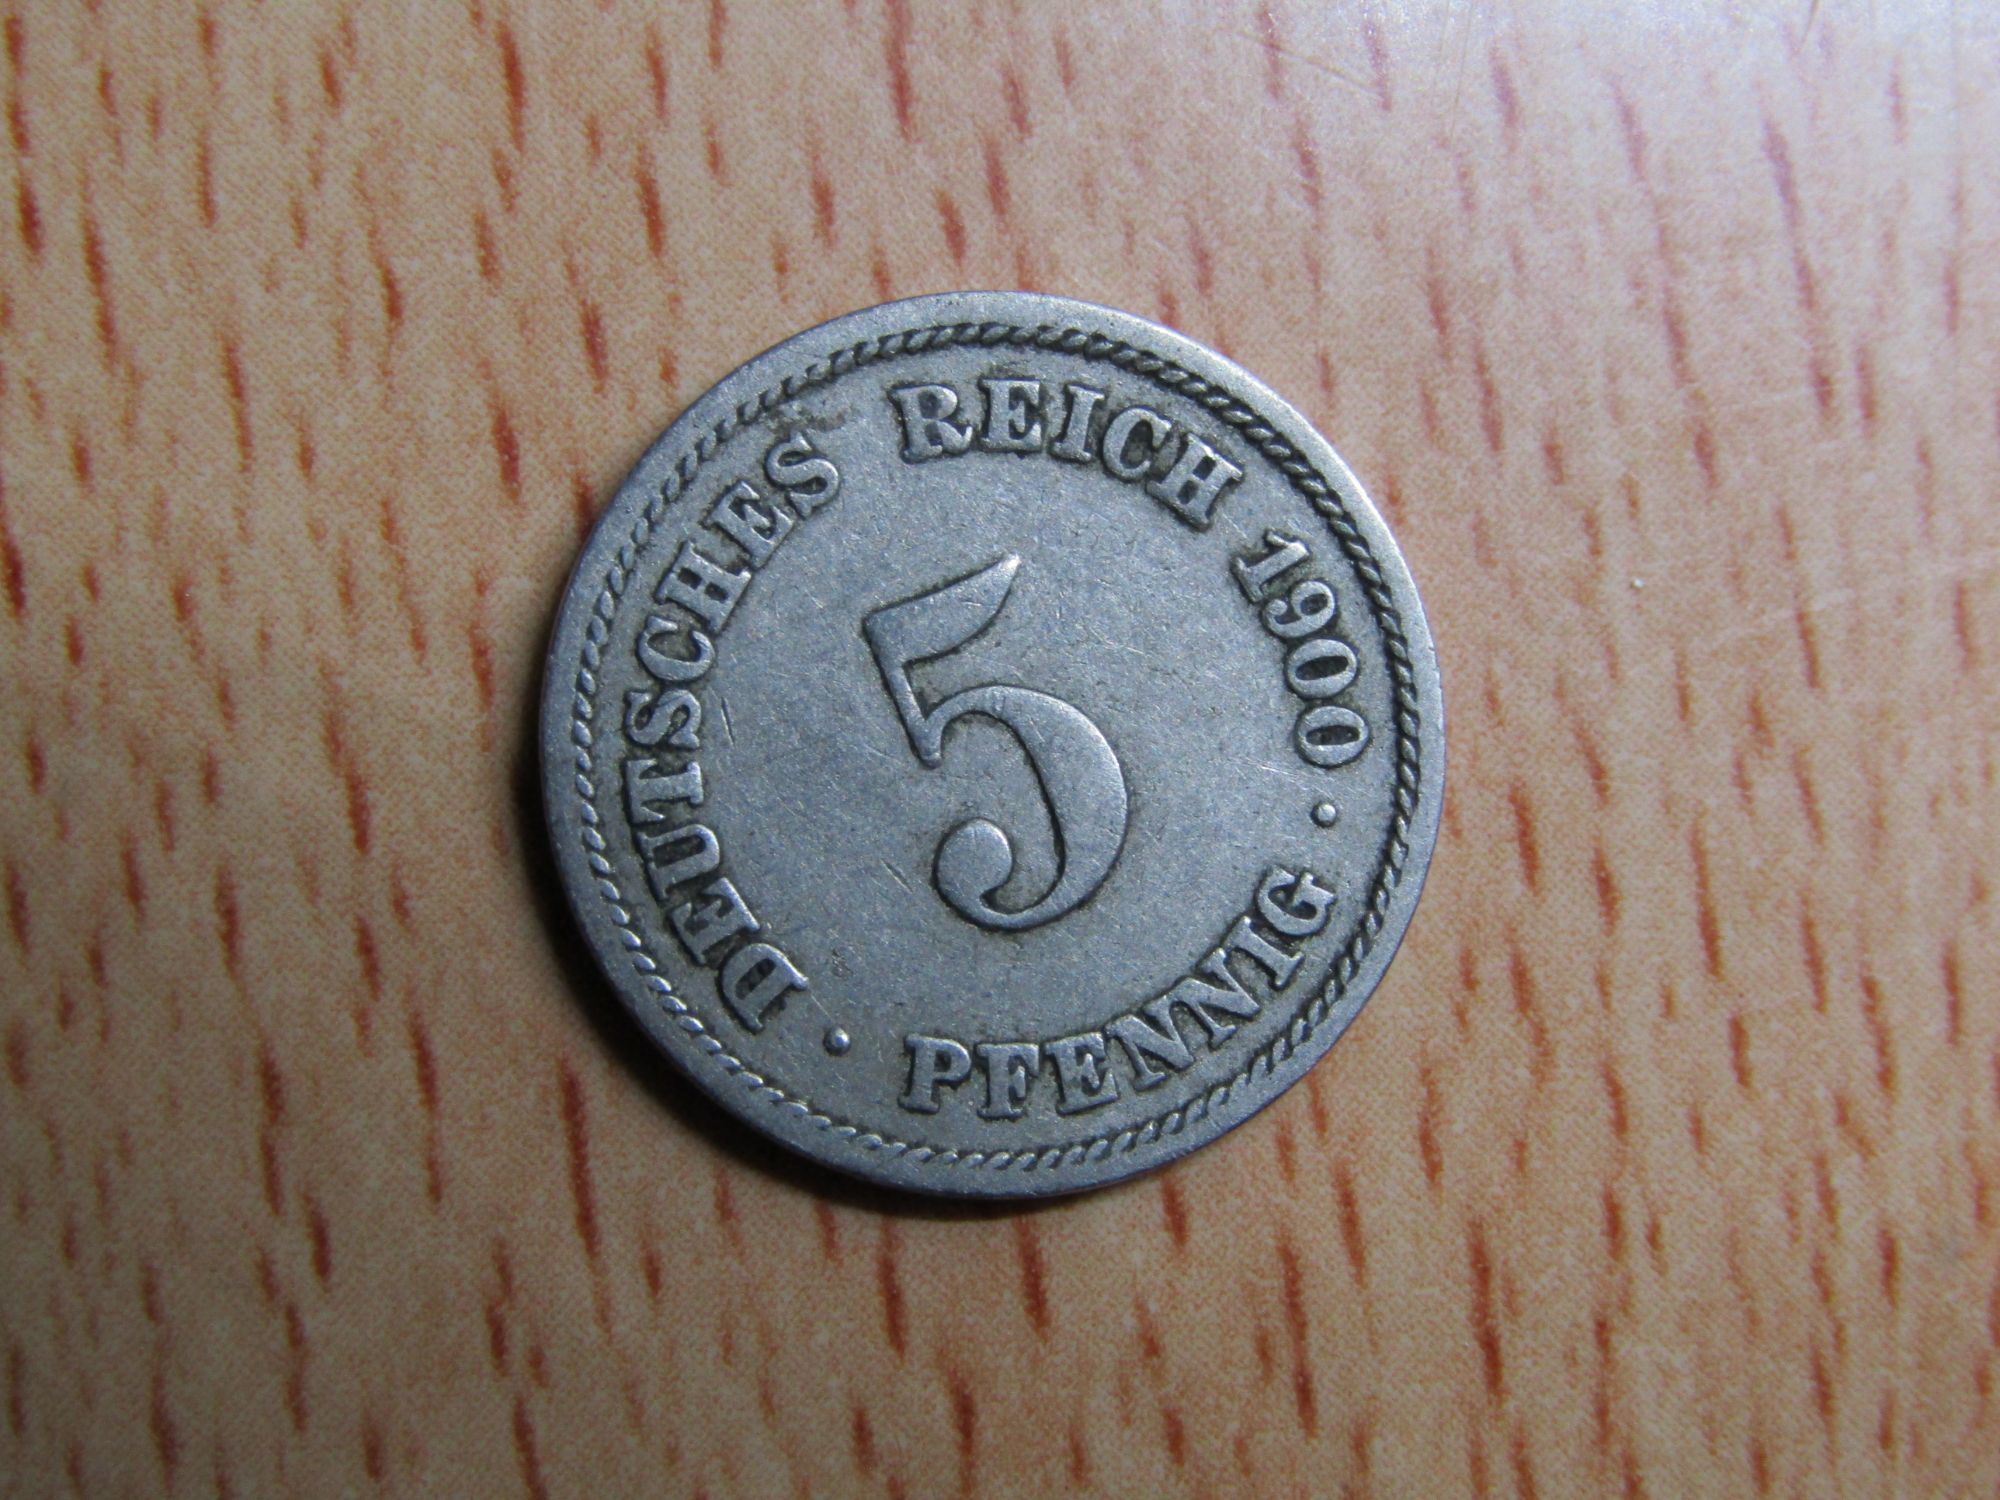 DEUTSCHES REICH 1900 ·
5
· PFENNIG